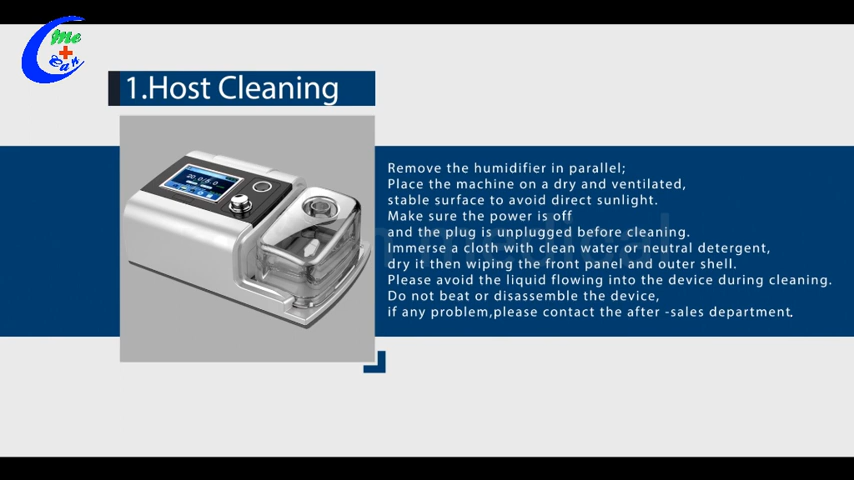 Me
Can
1.Host Cleaning
Remove the humidifier in parallel;
Place the machine on a dry and ventilated,
stable surface to avoid direct sunlight.
Make sure the power is off
and the plug is unplugged before cleaning.
Immerse a cloth with clean water or neutral detergent,
dry it then wiping the front panel and outer shell.
Please avoid the liquid flowing into the device during cleaning.
Do not beat or disassemble the device,
if any problem,please contact the after -sales department.